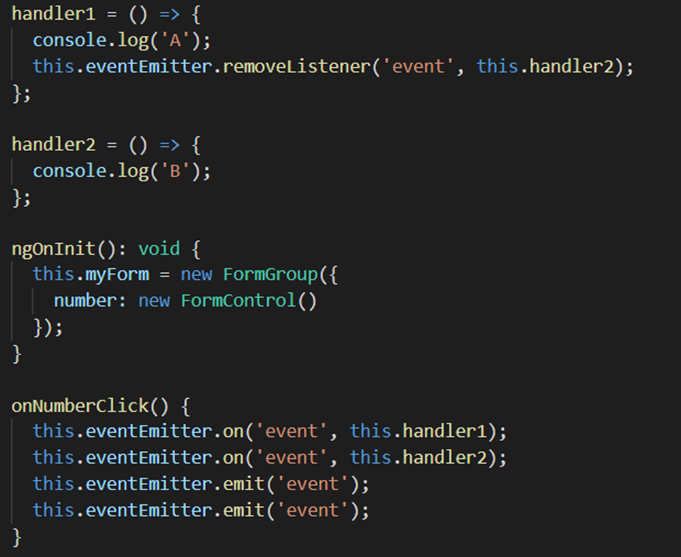 handler1 = () => {
  console.log('A');
  this.eventEmitter.removeListener('event', this.handler2);
};

handler2 = () => {
  console.log('B');
};

ngOnInit(): void {
  this.myForm = new FormGroup({
    number: new FormControl()
  });
}

onNumberClick() {
  this.eventEmitter.on('event', this.handler1);
  this.eventEmitter.on('event', this.handler2);
  this.eventEmitter.emit('event');
  this.eventEmitter.emit('event');
}